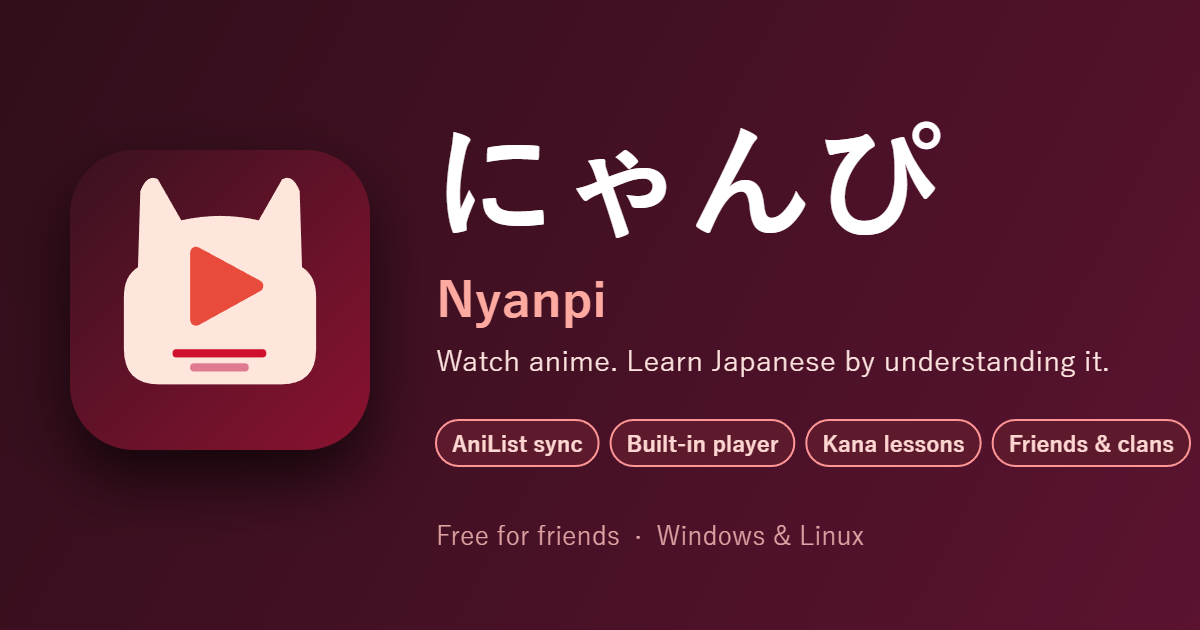 にゃんぴ
Nyanpi
Watch anime. Learn Japanese by understanding it.
AniList sync Built-in player Kana lessons Friends & clans
Free for friends · Windows & Linux